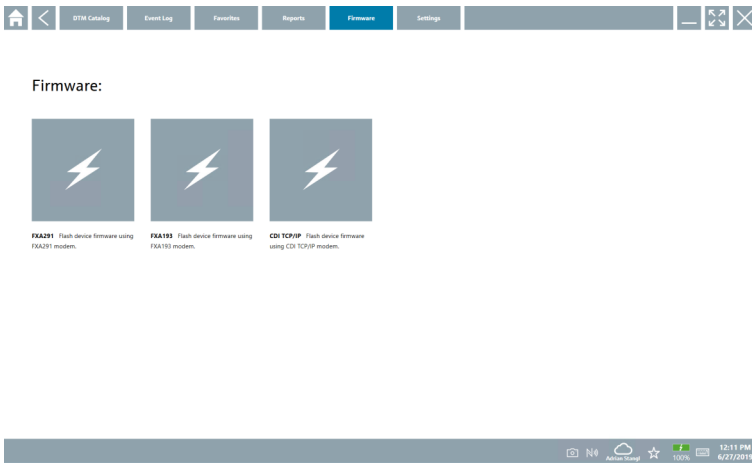 DTM Catalog
Event Log
Favorites
Reports
Firmware
Settings
Firmware:
FXA291 Flash device firmware using
FXA291 modem.
FXA193 Flash device firmware using
FXA193 modem.
CDI TCP/IP Flash device firmware
using CDI TCP/IP modem.
Adrian Stangl
100%
12:11 PM
6/27/2019